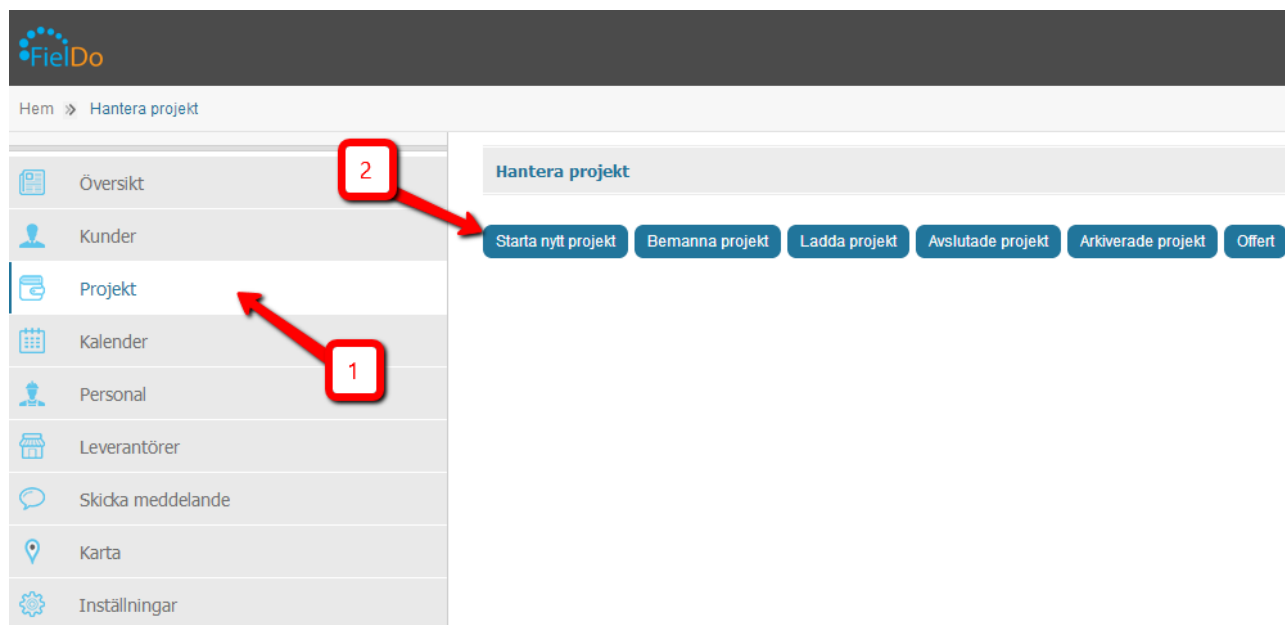 FielDo
Hem » Hantera projekt
Översikt
Kunder
Projekt
Kalender
Personal
Leverantörer
Skicka meddelande
Karta
Inställningar
2
1
Hantera projekt
Starta nytt projekt Bemanna projekt Ladda projekt Avslutade projekt Arkiverade projekt Offert